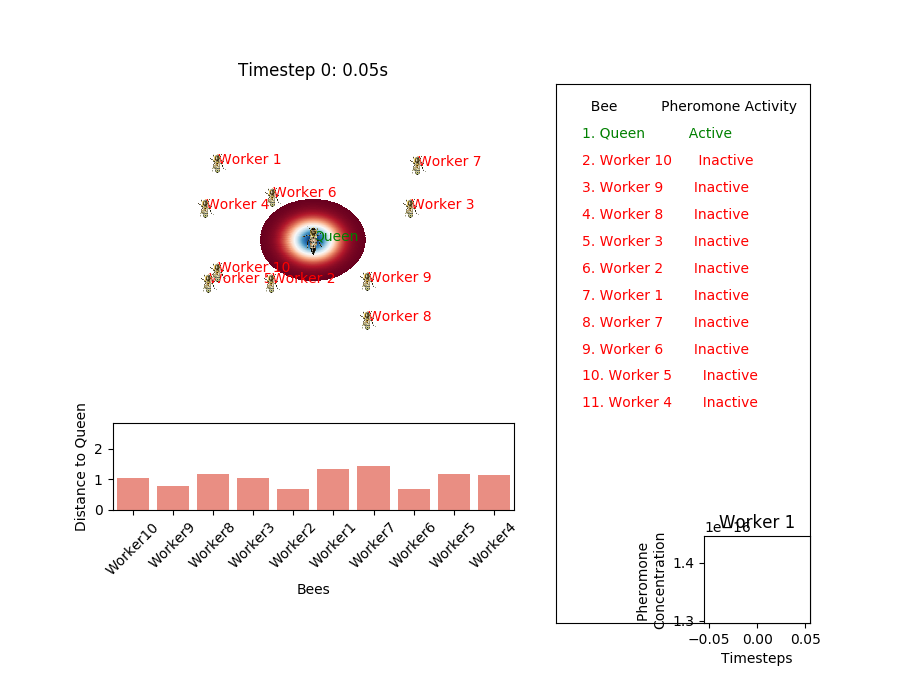 Timestep 0: 0.05s
Worker 1
Worker 7
Worker 6
Worker 4
Worker 3
Queen
Worker 10
Worker 5
Worker 2
Worker 9
Worker 8
Distance to Queen
2
1
0
Worker10
Worker9
Worker8
Worker3
Worker2
Worker1
Worker7
Worker6
Worker5
Worker4
Bees
Bee Pheromone Activity
1. Queen Active
2. Worker 10 Inactive
3. Worker 9 Inactive
4. Worker 8 Inactive
5. Worker 3 Inactive
6. Worker 2 Inactive
7. Worker 1 Inactive
8. Worker 7 Inactive
9. Worker 6 Inactive
10. Worker 5 Inactive
11. Worker 4 Inactive
Worker 1
1e−16
Pheromone
Concentration
1.4
1.3
−0.05 0.00 0.05
Timesteps